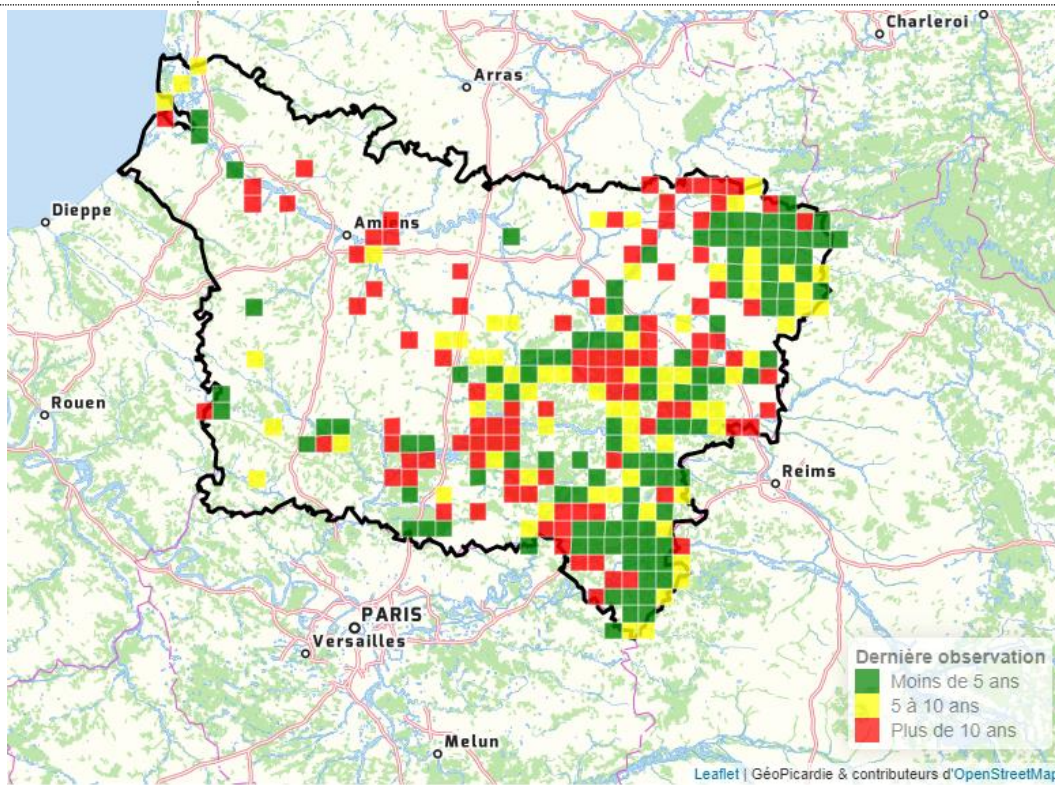 Charleroi
Arras
Dieppe
Amiens
Rouen
Reims
PARIS
Versailles
Melun
Dernière observation
Moins de 5 ans
5 à 10 ans
Plus de 10 ans
Leaflet | GéoPicardie & contributeurs d'OpenStreetMap